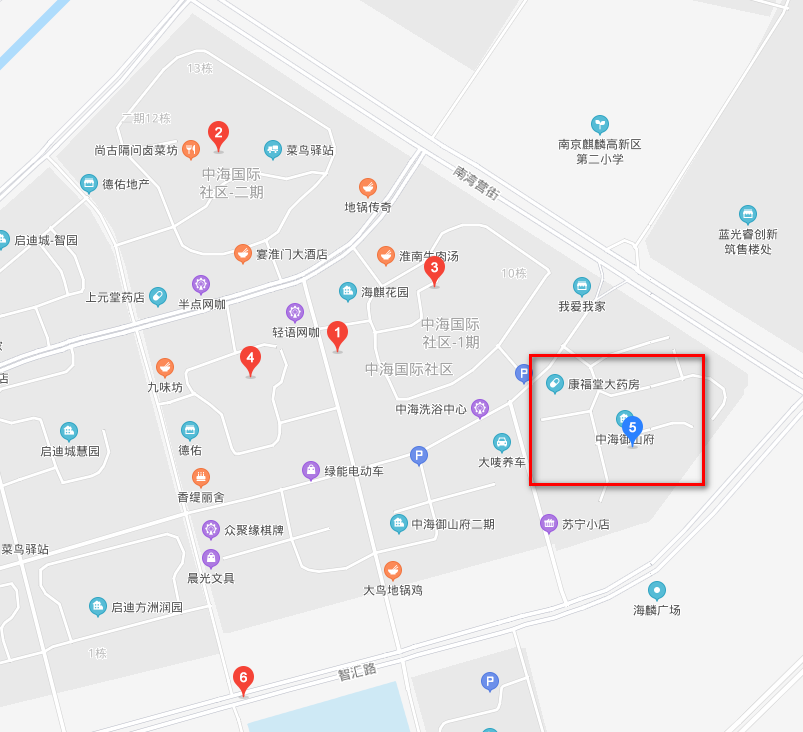 13栋
二期12栋
2
尚古隔问卤菜坊
菜鸟驿站
南京麒麟高新区
第二小学
中海国际
社区-二期
德佑地产
南湾营街
地锅传奇
启迪城-智园
蓝光睿创新
筑售楼处
宴淮门大酒店
淮南牛肉汤
3
10栋
上元堂药店
半点网咖
海麒花园
我爱我家
轻语网咖
1
中海国际
社区-1期
4
中海国际社区
九味坊
P
康福堂大药房
店
中海洗浴中心
5
中海御山府
启迪城慧园
德佑
P
大唛养车
绿能电动车
香缇丽舍
众聚缘棋牌
中海御山府二期
苏宁小店
菜鸟驿站
晨光文具
大鸟地锅鸡
启迪方洲润园
海麟广场
1栋
6
智汇路
P